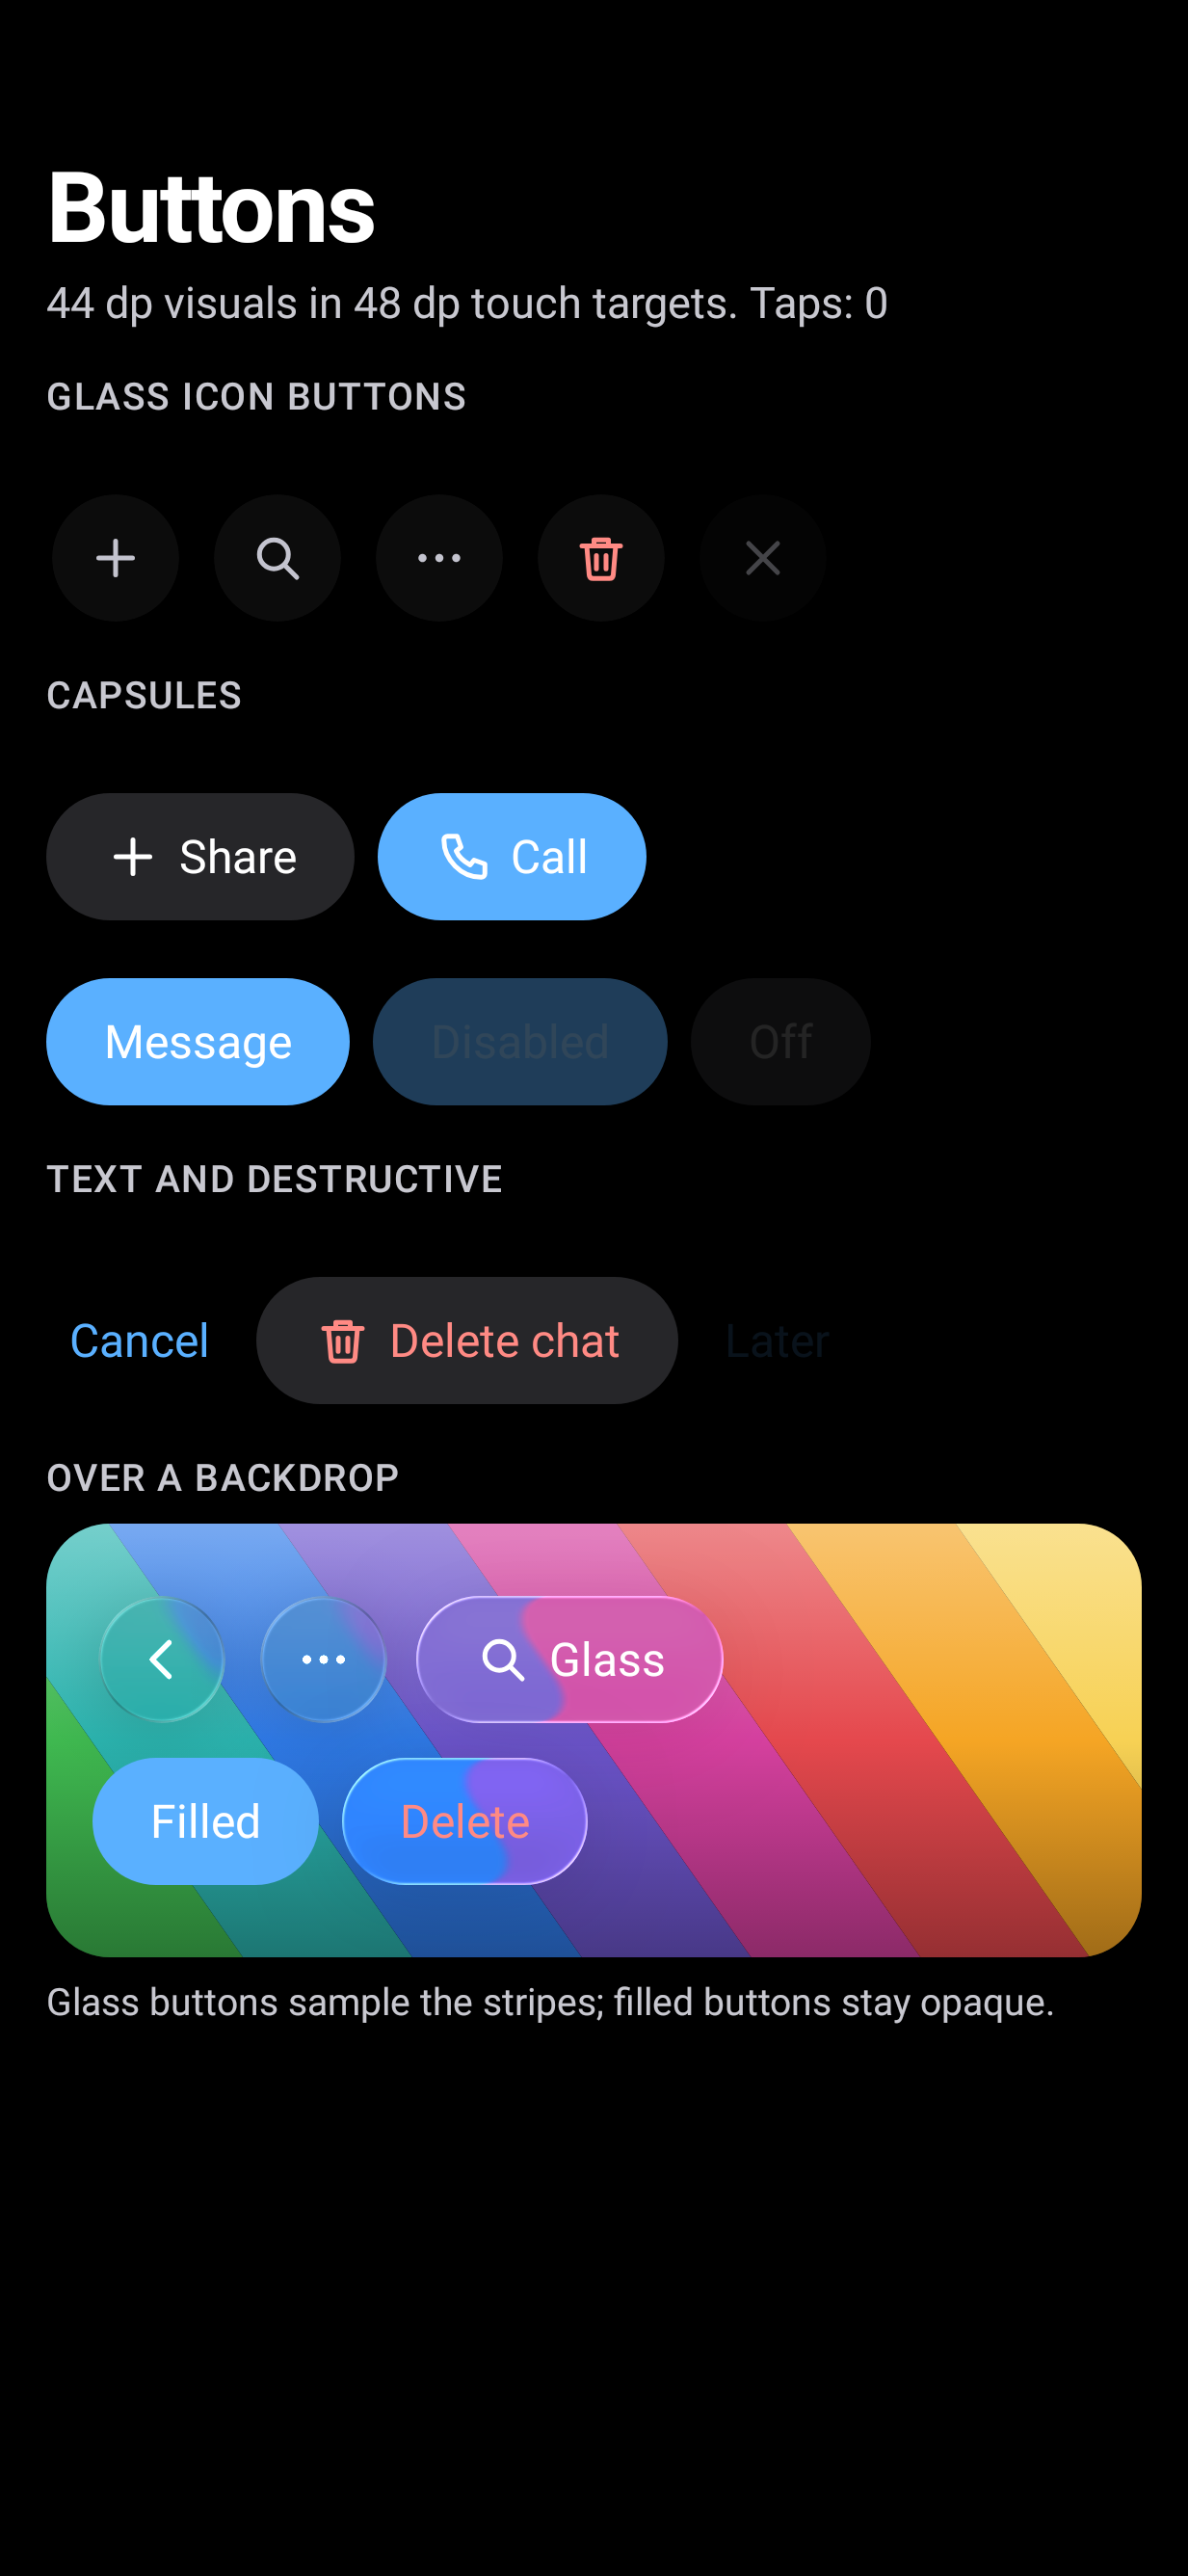 Buttons
44 dp visuals in 48 dp touch targets. Taps: 0
GLASS ICON BUTTONS
CAPSULES
Share
Call
Message
Disabled
Off
TEXT AND DESTRUCTIVE
Cancel
Delete chat
Later
OVER A BACKDROP
Glass
Filled
Delete
Glass buttons sample the stripes; filled buttons stay opaque.